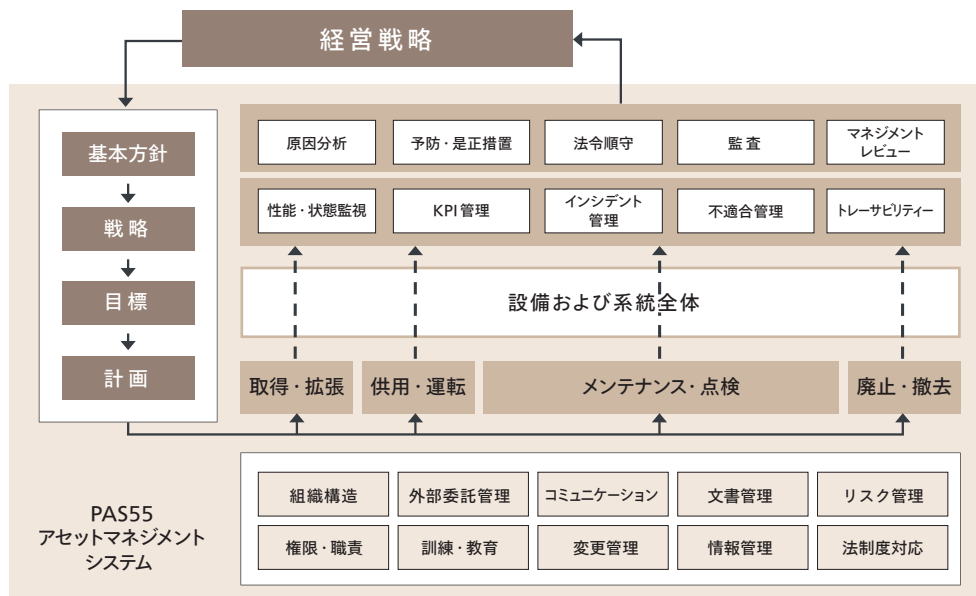 経営戦略
基本方針
戦略
目標
計画
原因分析
予防・是正措置
法令順守
監査
マネジメント
レビュー
性能・状態監視
KPI管理
インシデント
管理
不適合管理
トレーサビリティー
設備および系統全体
取得・拡張
供用・運転
メンテナンス・点検
廃止・撤去
PAS55
アセットマネジメント
システム
組織構造
外部委託管理
コミュニケーション
文書管理
リスク管理
権限・職責
訓練・教育
変更管理
情報管理
法制度対応